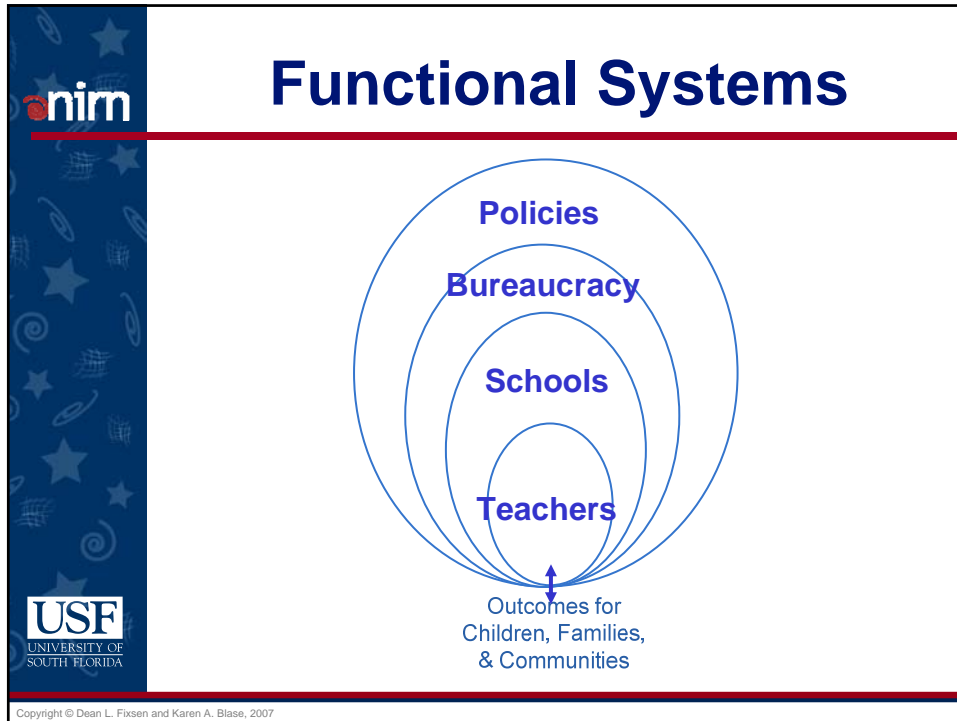 nirn
Functional Systems
Policies
Bureaucracy
Schools
Teachers
Outcomes for
Children, Families,
& Communities
USF
UNIVERSITY OF
SOUTH FLORIDA
Copyright © Dean L. Fixsen and Karen A. Blase, 2007